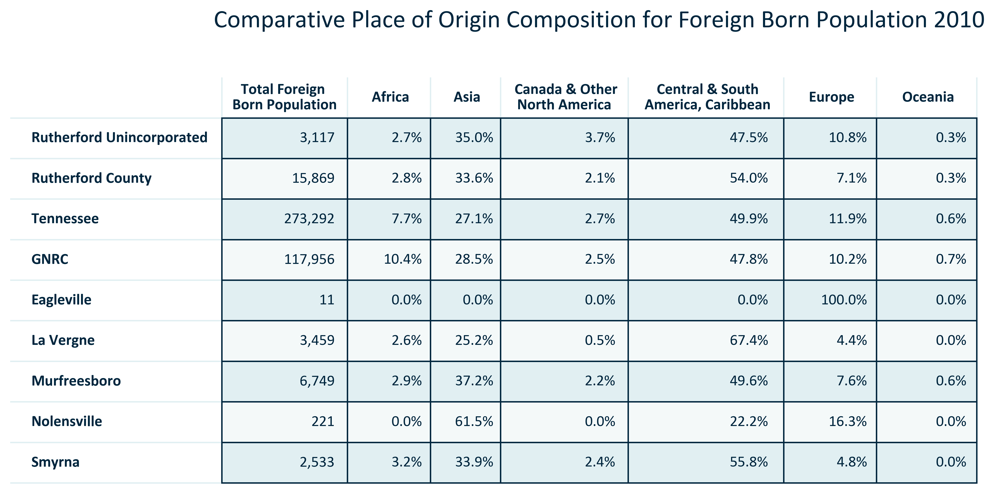 Comparative Place of Origin Composition for Foreign Born Population 2010
Total Foreign Born Population Africa Asia Canada & Other North America Central & South America, Caribbean Europe Oceania
Rutherford Unincorporated 3,117 2.7% 35.0% 3.7% 47.5% 10.8% 0.3%
Rutherford County 15,869 2.8% 33.6% 2.1% 54.0% 7.1% 0.3%
Tennessee 273,292 7.7% 27.1% 2.7% 49.9% 11.9% 0.6%
GNRC 117,956 10.4% 28.5% 2.5% 47.8% 10.2% 0.7%
Eagleville 11 0.0% 0.0% 0.0% 0.0% 100.0% 0.0%
La Vergne 3,459 2.6% 25.2% 0.5% 67.4% 4.4% 0.0%
Murfreesboro 6,749 2.9% 37.2% 2.2% 49.6% 7.6% 0.6%
Nolensville 221 0.0% 61.5% 0.0% 22.2% 16.3% 0.0%
Smyrna 2,533 3.2% 33.9% 2.4% 55.8% 4.8% 0.0%